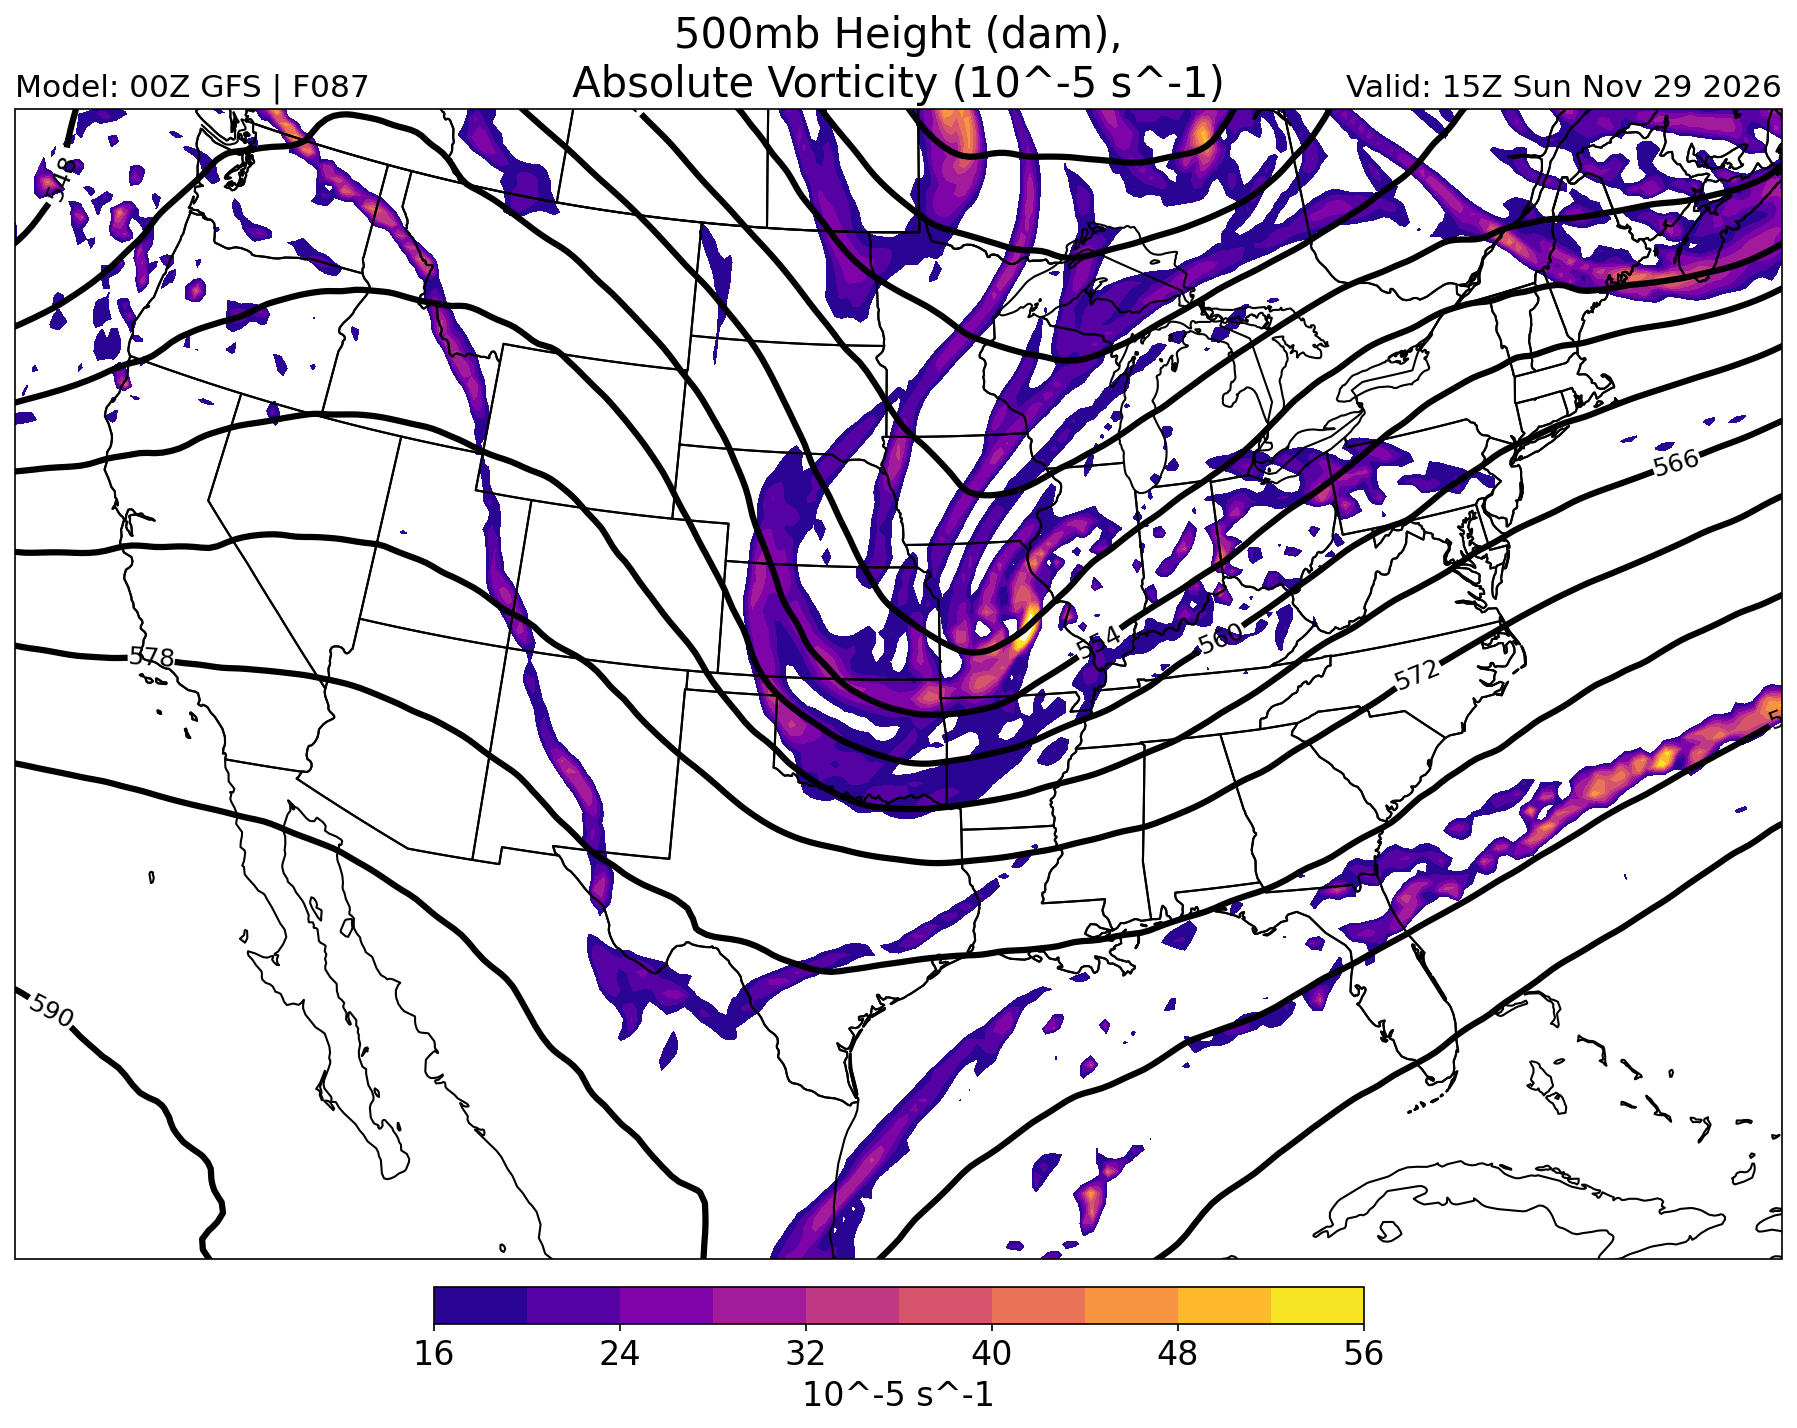 500mb Height (dam),
Absolute Vorticity (10^-5 s^-1)
Model: 00Z GFS | F087
Valid: 15Z Sun Nov 29 2026
548
566
554
560
578
572
590
16 24 32 40 48 56
10^-5 s^-1